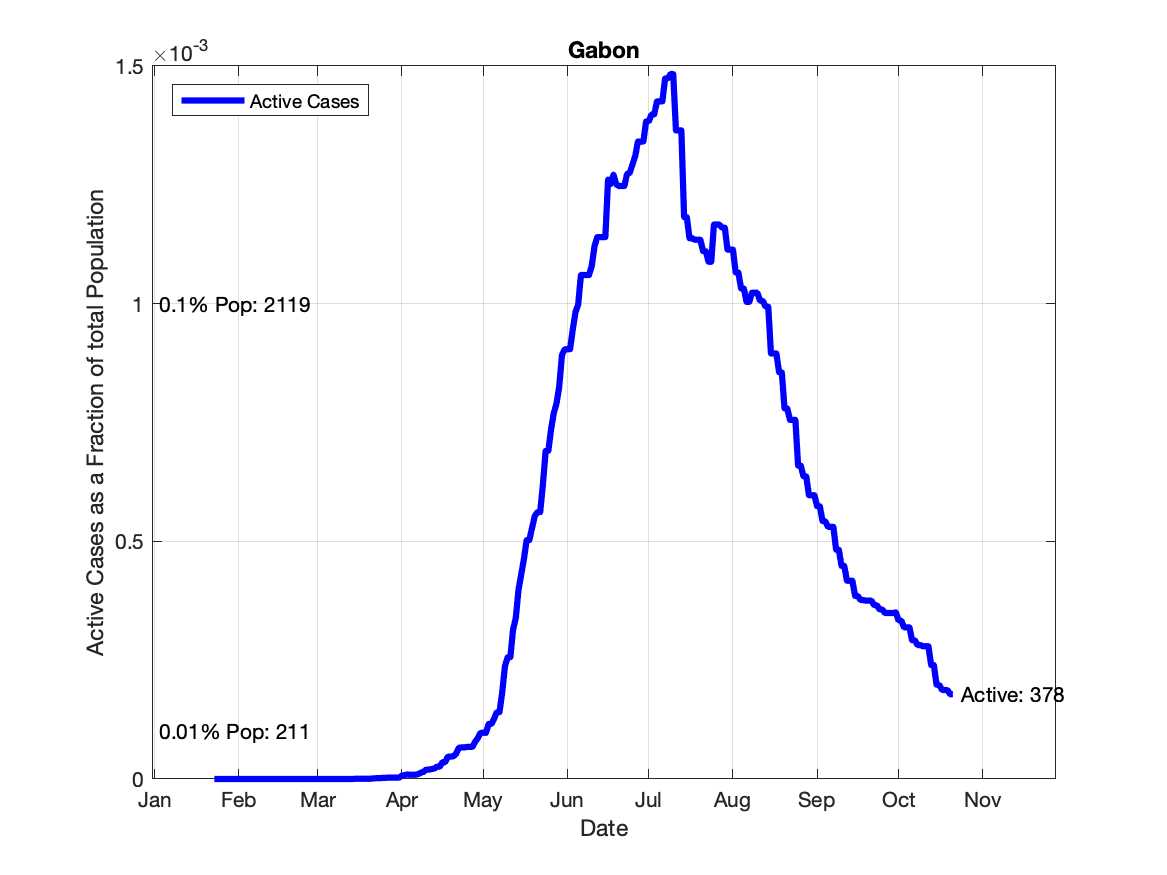 Gabon
×10-3
1.5
1
0.5
0
Active Cases
0.1% Pop: 2119
0.01% Pop: 211
Active: 378
Active Cases as a Fraction of total Population
Jan Feb Mar Apr May Jun Jul Aug Sep Oct Nov
Date